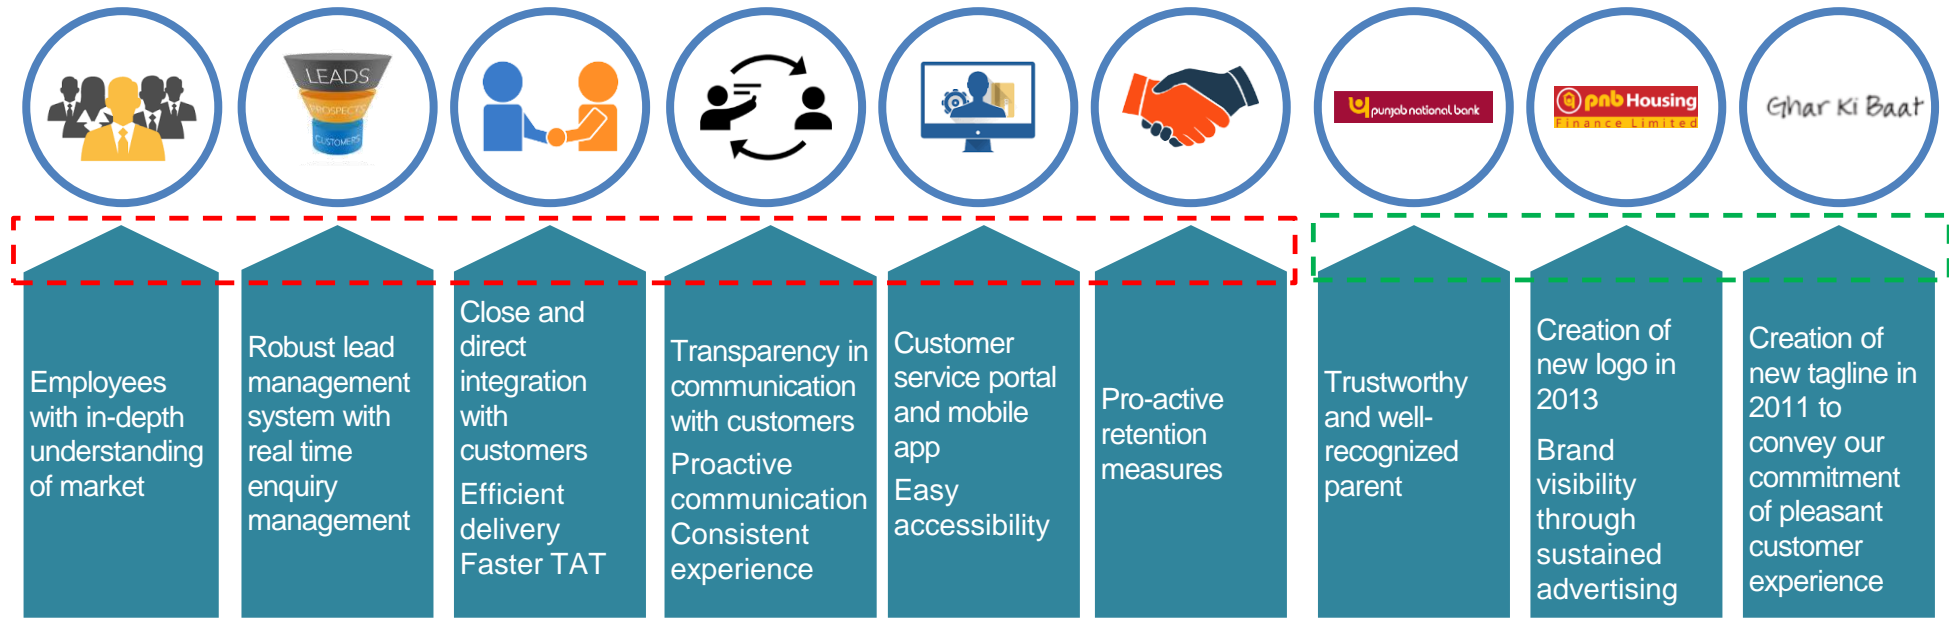 LEADS
PROSPECTS
CUSTOMERS
punjab national bank
pnb Housing
Finance Limited
Ghar Ki Baat
Employees
with in-depth
understanding
of market
Robust lead
management
system with
real time
enquiry
management
Close and
direct
integration
with
customers
Efficient
delivery
Faster TAT
Transparency in
communication
with customers
Proactive
communication
Consistent
experience
Customer
service portal
and mobile
app
Easy
accessibility
Pro-active
retention
measures
Trustworthy
and well-
recognized
parent
Creation of
new logo in
2013
Brand
visibility
through
sustained
advertising
Creation of
new tagline in
2011 to
convey our
commitment
of pleasant
customer
experience